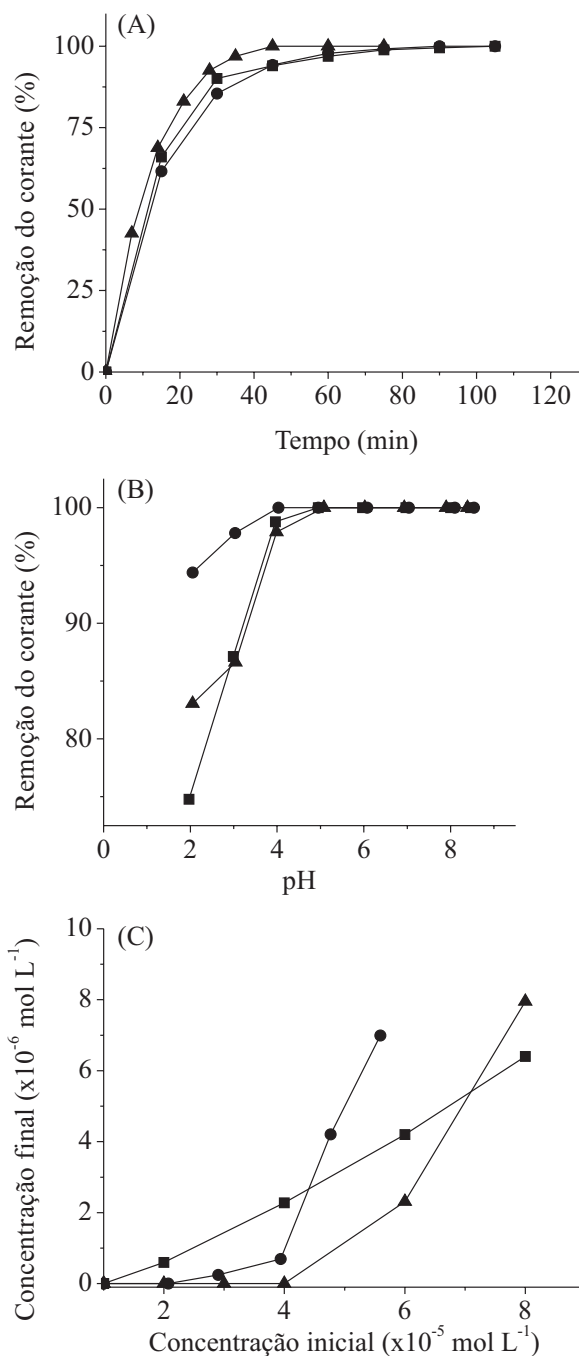 (A)
Remoção do corante (%)
100
75
50
25
0
0 20 40 60 80 100 120
Tempo (min)
(B)
Remoção do corante (%)
100
90
80
0 2 4 6 8
pH
(C)
Concentração final (x10⁻⁶ mol L⁻¹)
10
8
6
4
2
0
2 4 6 8
Concentração inicial (x10⁻⁵ mol L⁻¹)